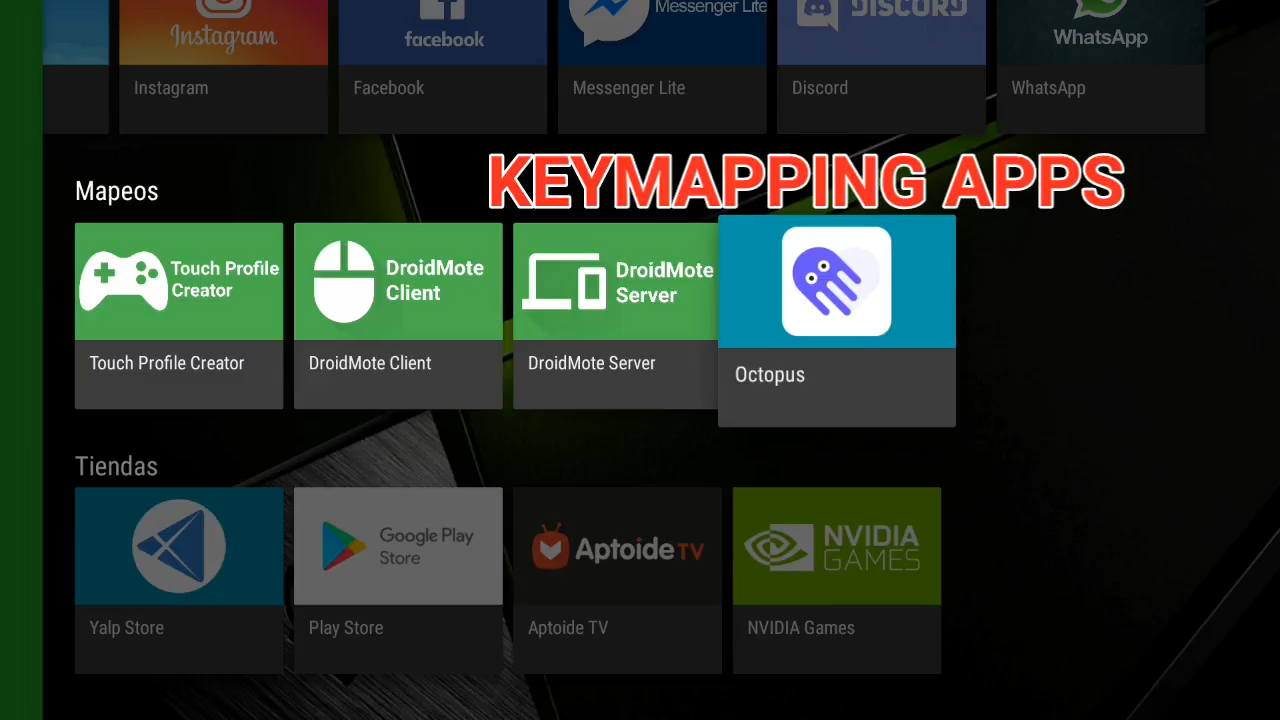 Instagram
facebook
Messenger Lite
DISCORD
WhatsApp
Instagram
Facebook
Messenger Lite
Discord
WhatsApp
KEYMAPPING APPS
Mapeos
Touch Profile
Creator
DroidMote
Client
DroidMote
Server
Touch Profile Creator
DroidMote Client
DroidMote Server
Octopus
Tiendas
Google Play
Store
Aptoide TV
NVIDIA
GAMES
Yalp Store
Play Store
Aptoide TV
NVIDIA Games